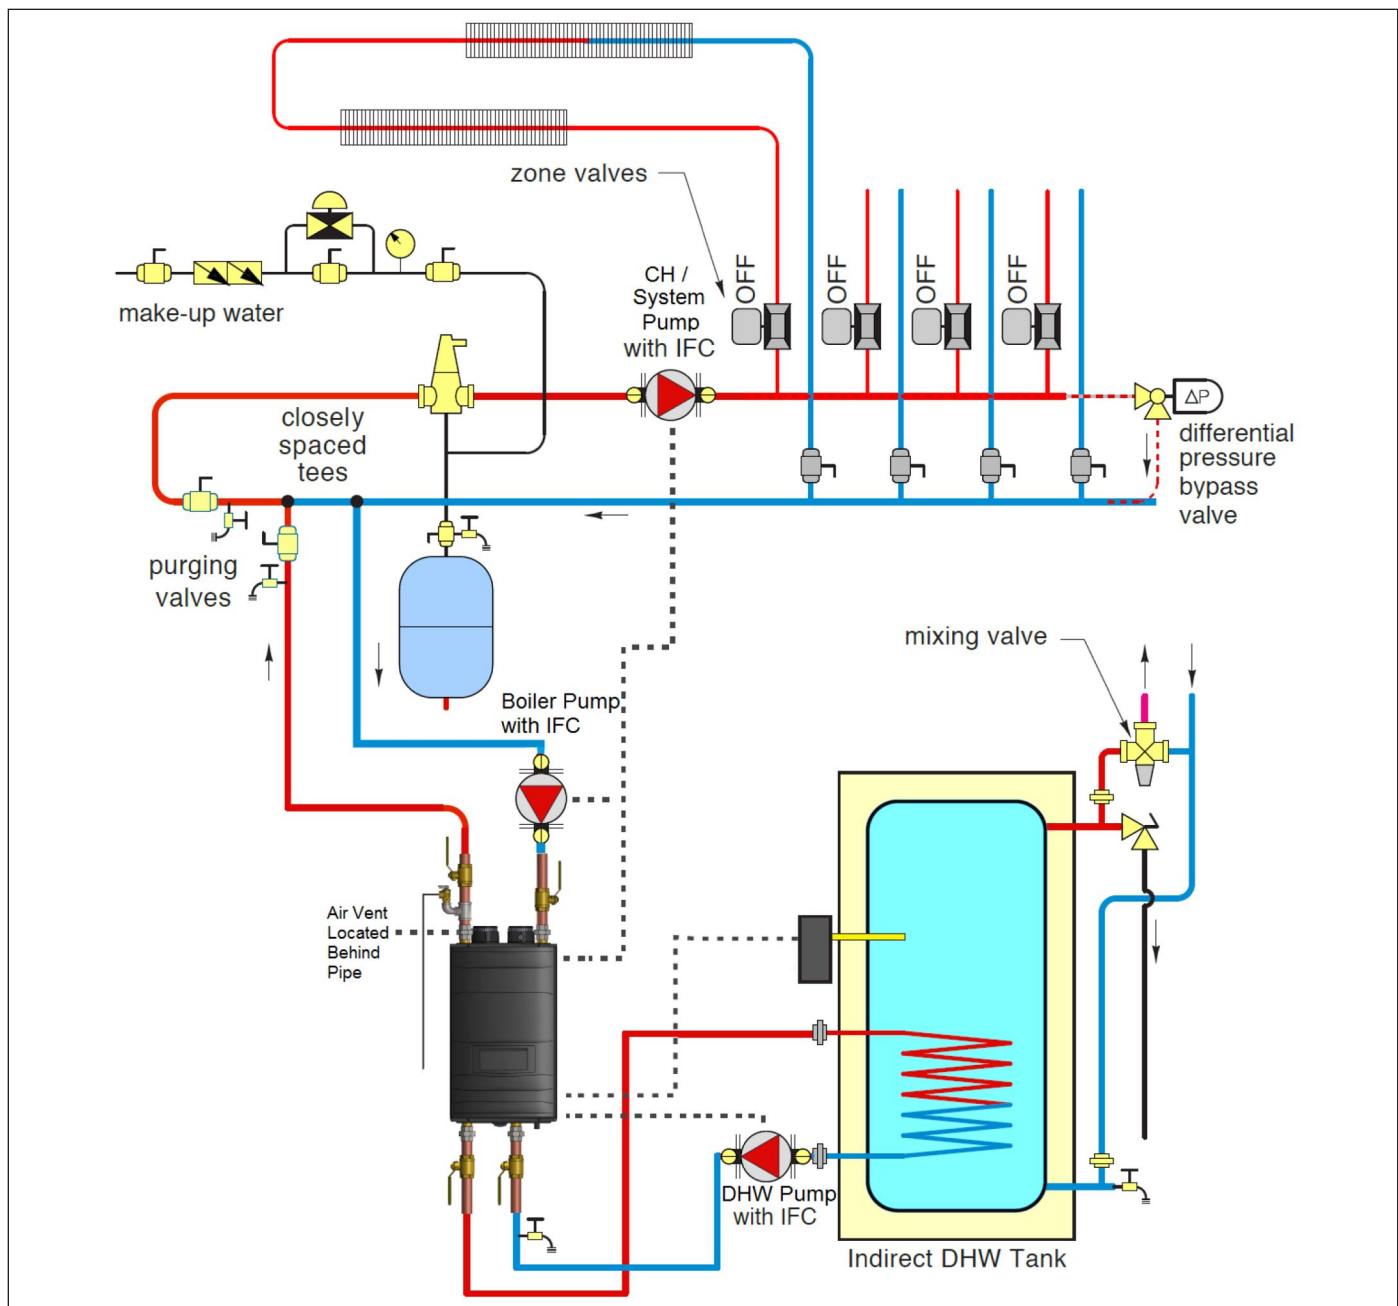 zone valves
OFF
OFF
OFF
OFF
CH /
System
Pump
with IFC
make-up water
closely
spaced
tees
ΔP
differential
pressure
bypass
valve
purging
valves
mixing valve
Boiler Pump
with IFC
Air Vent
Located
Behind
Pipe
DHW Pump
with IFC
Indirect DHW Tank